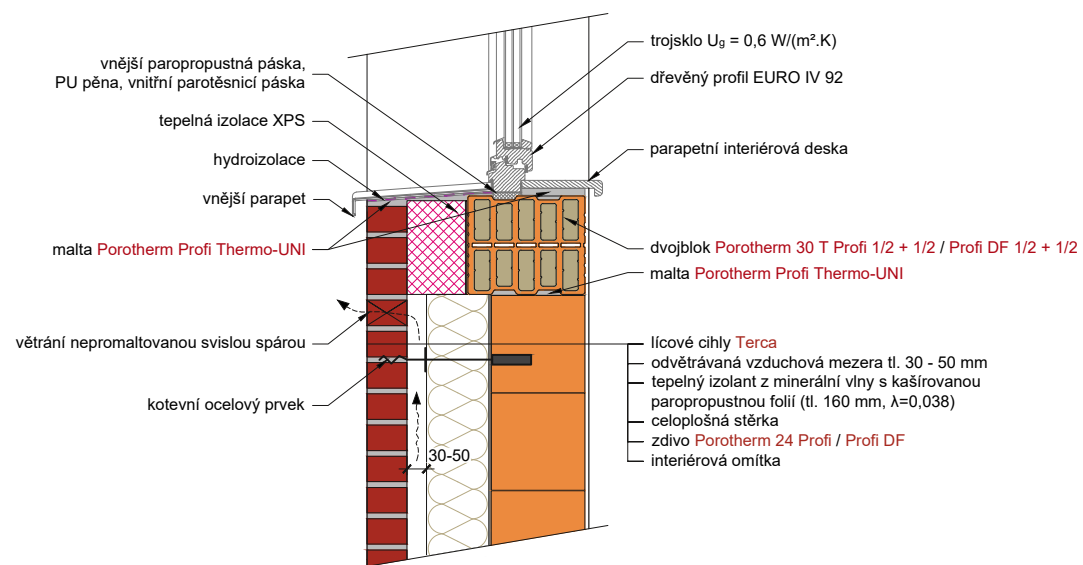 vnější paropropustná páska,
PU pěna, vnitřní parotěsnicí páska
tepelná izolace XPS
hydroizolace
vnější parapet
malta Porotherm Profi Thermo-UNI
větrání nepromaltovanou svislou spárou
kotevní ocelový prvek
30-50
trojsklo Ug = 0,6 W/(m².K)
dřevěný profil EURO IV 92
parapetní interiérová deska
dvojblok Porotherm 30 T Profi 1/2 + 1/2 / Profi DF 1/2 + 1/2
malta Porotherm Profi Thermo-UNI
lícové cihly Terca
odvětrávaná vzduchová mezera tl. 30 - 50 mm
tepelný izolant z minerální vlny s kašírovanou
paropropustnou folií (tl. 160 mm, λ=0,038)
celoplošná stěrka
zdivo Porotherm 24 Profi / Profi DF
interiérová omítka